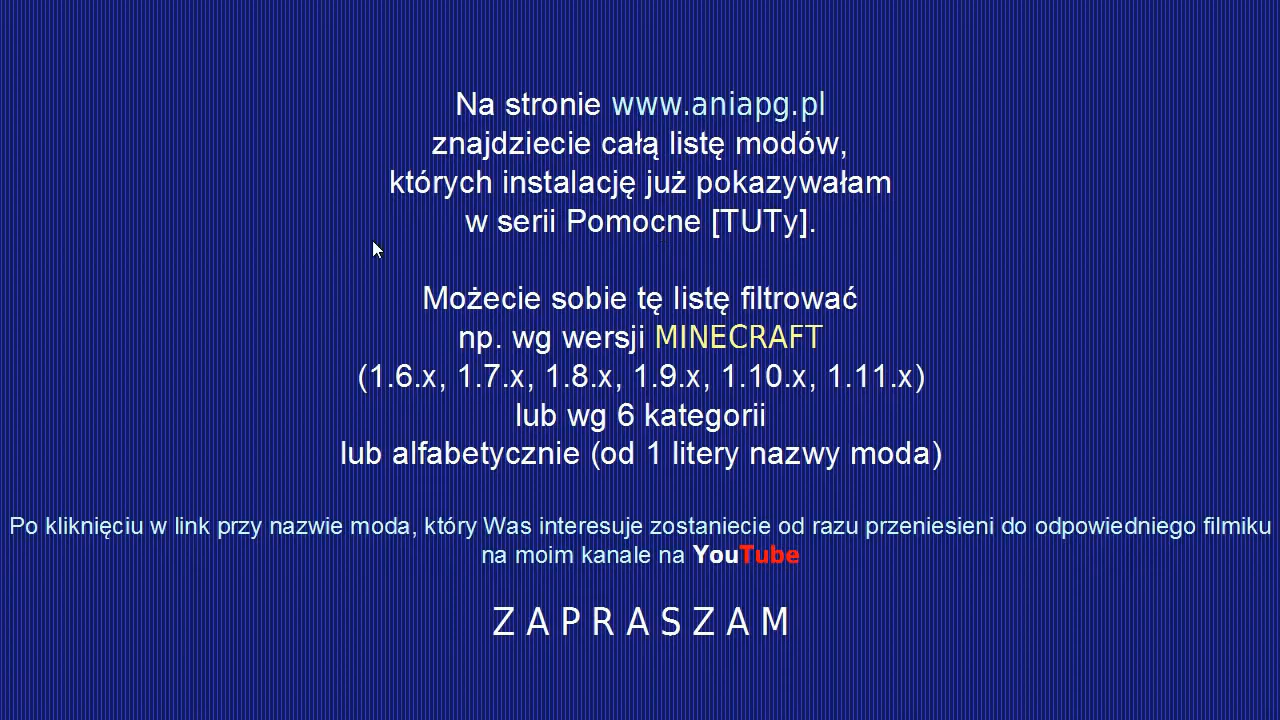 Na stronie www.aniapg.pl
znajdziecie całą listę modów,
których instalację już pokazywałam
w serii Pomocne [TUTy].
Możecie sobie tę listę filtrować
np. wg wersji MINECRAFT
(1.6.x, 1.7.x, 1.8.x, 1.9.x, 1.10.x, 1.11.x)
lub wg 6 kategorii
lub alfabetycznie (od 1 litery nazwy moda)
Po kliknięciu w link przy nazwie moda, który Was interesuje zostaniecie od razu przeniesieni do odpowiedniego filmiku
na moim kanale na YouTube
Z A P R A S Z A M